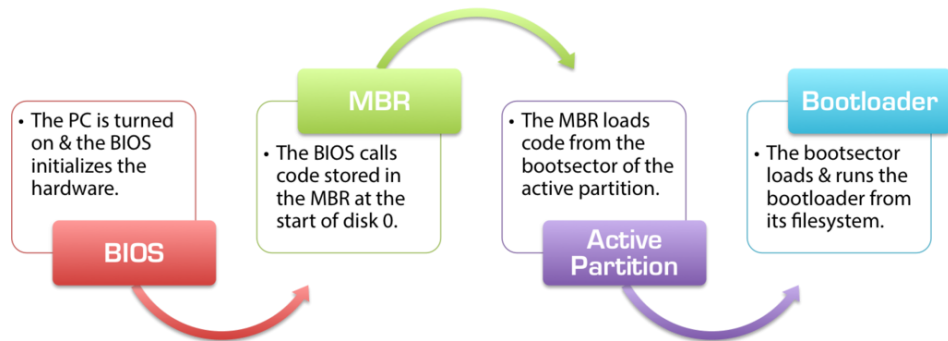 • The PC is turned
on & the BIOS
initializes the
hardware.
BIOS
MBR
• The BIOS calls
code stored in
the MBR at the
start of disk 0.
• The MBR loads
code from the
bootsector of the
active partition.
Active
Partition
Bootloader
• The bootsector
loads & runs the
bootloader from
its filesystem.